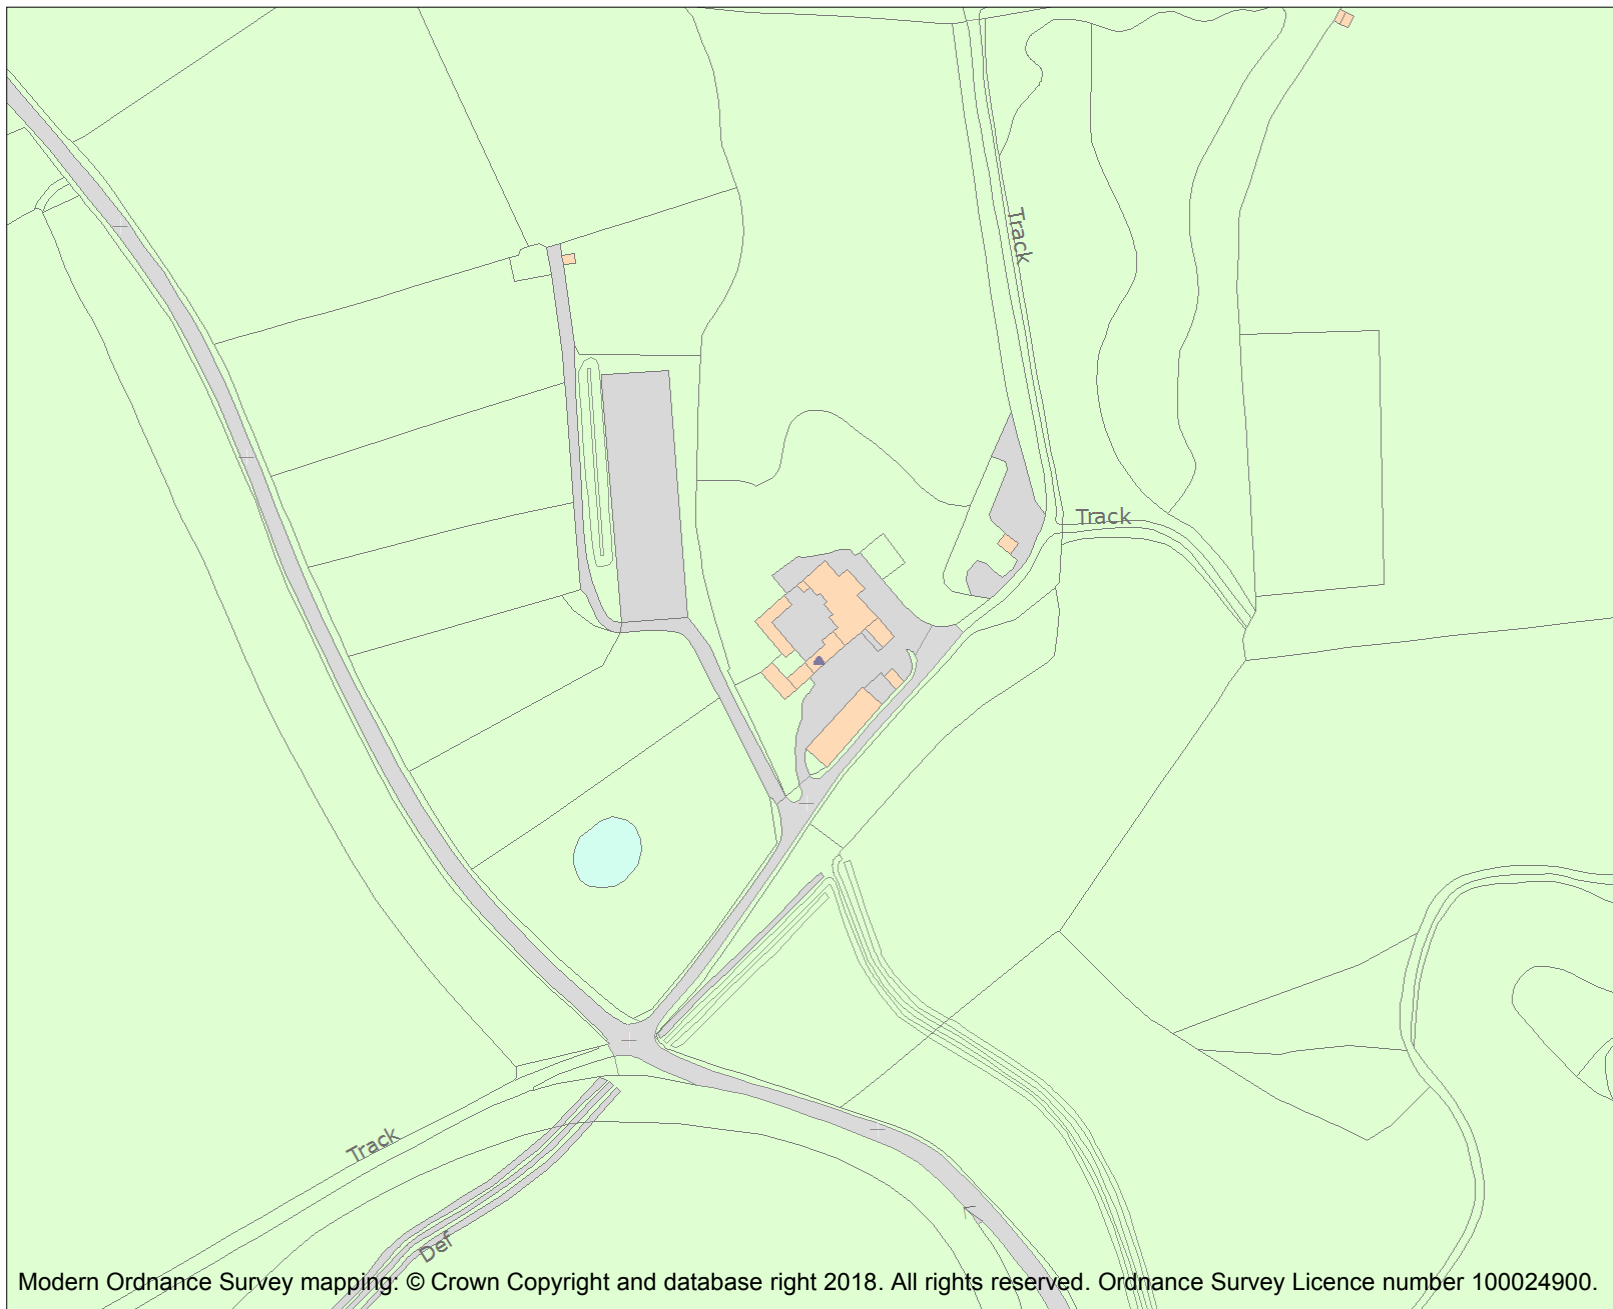 Track
Track
Track
Def
Modern Ordnance Survey mapping: © Crown Copyright and database right 2018. All rights reserved. Ordnance Survey Licence number 100024900.